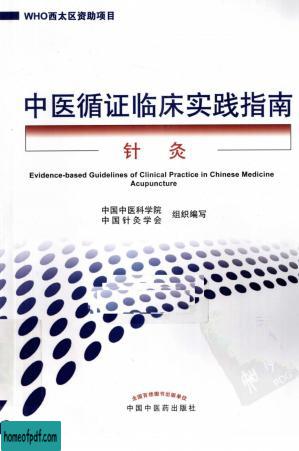 WHO西太区资助项目
中医循证临床实践指南
针灸
Evidence-based Guidelines of Clinical Practice in Chinese Medicine
Acupuncture
中国中医科学院
中国针灸学会
组织编写
全国百佳图书出版单位
中国中医药出版社
homeofpdf.com